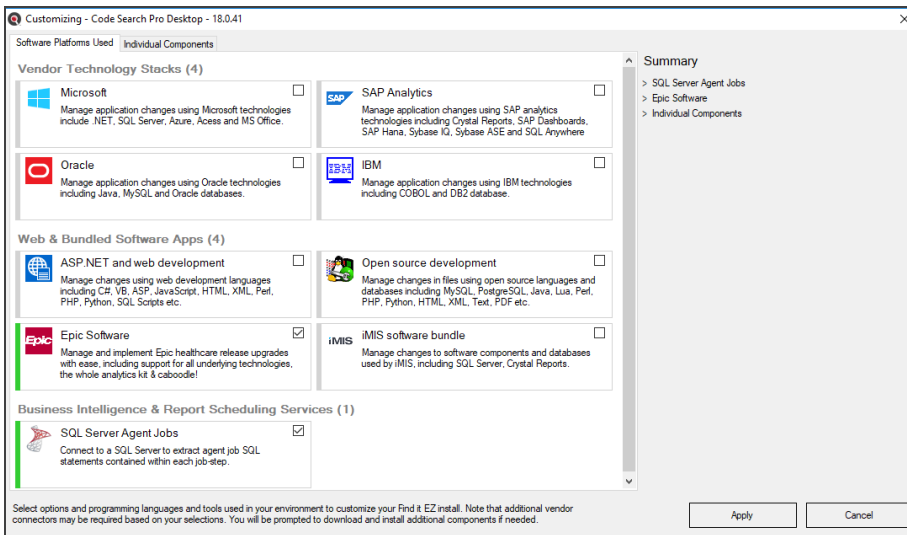 Customizing - Code Search Pro Desktop - 18.0.41
Software Platforms Used
Individual Components
Vendor Technology Stacks (4)
Microsoft
Manage application changes using Microsoft technologies
include .NET, SQL Server, Azure, Acess and MS Office.
SAP
SAP Analytics
Manage application changes using SAP analytics
technologies including Crystal Reports, SAP Dashboards,
SAP Hana, Sybase IQ, Sybase ASE and SQL Anywhere
Oracle
Manage application changes using Oracle technologies
including Java, MySQL and Oracle databases.
IBM
IBM
Manage application changes using IBM technologies
including COBOL and DB2 database.
Web & Bundled Software Apps (4)
ASP.NET and web development
Manage changes using web development languages
including C#, VB, ASP, JavaScript, HTML, XML, Perl,
PHP, Python, SQL Scripts etc.
Open source development
Manage changes in files using open source languages and
databases including MySQL, PostgreSQL, Java, Lua, Perl,
PHP, Python, HTML, XML, Text, PDF etc.
Epic
Epic Software
Manage and implement Epic healthcare release upgrades
with ease, including support for all underlying technologies,
the whole analytics kit & caboodle!
iMIS
iMIS software bundle
Manage changes to software components and databases
used by iMIS, including SQL Server, Crystal Reports.
Business Intelligence & Report Scheduling Services (1)
SQL Server Agent Jobs
Connect to a SQL Server to extract agent job SQL
statements contained within each job-step.
Summary
> SQL Server Agent Jobs
> Epic Software
> Individual Components
Select options and programming languages and tools used in your environment to customize your Find it EZ install. Note that additional vendor
connectors may be required based on your selections. You will be prompted to download and install additional components if needed.
Apply
Cancel